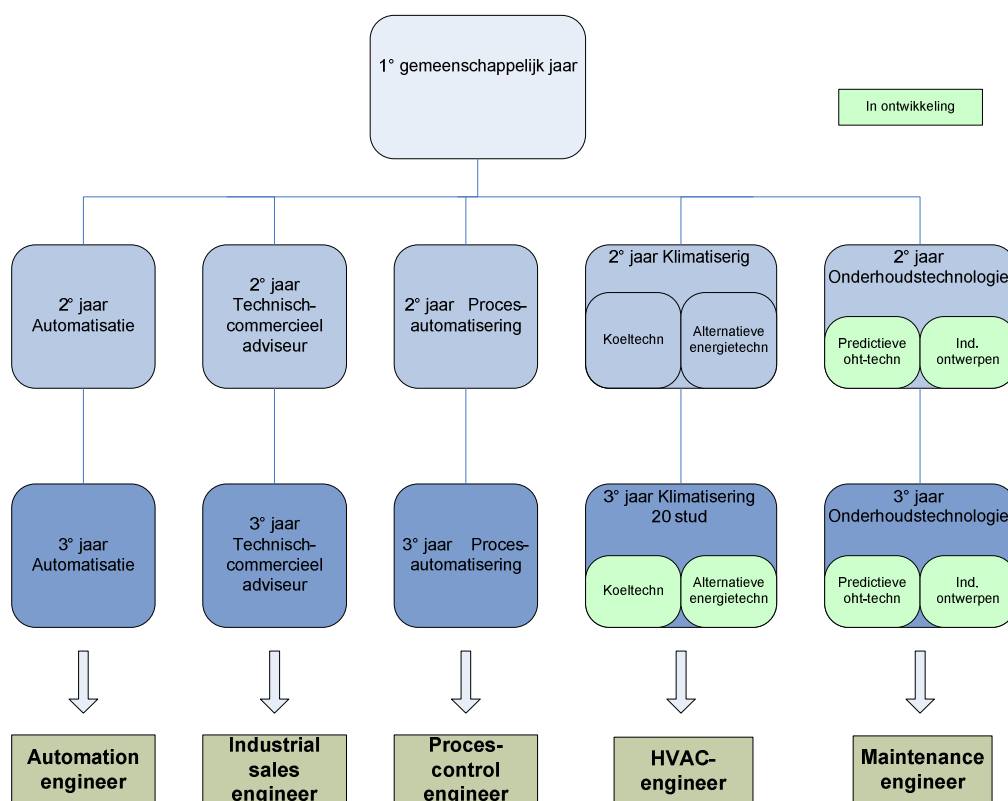 1° gemeenschappelijk jaar
In ontwikkeling
2° jaar
Automatisatie
2° jaar
Technisch-
commercieel
adviseur
2° jaar Proces-
automatisering
2° jaar Klimatiserig
Koeltechn
Alternatieve
energietechn
2° jaar
Onderhoudstechnologie
Predictieve
oht-techn
Ind.
ontwerpen
3° jaar
Automatisatie
3° jaar
Technisch-
commercieel
adviseur
3° jaar Proces-
automatisering
3° jaar Klimatisering
20 stud
Koeltechn
Alternatieve
energietechn
3° jaar
Onderhoudstechnologie
Predictieve
oht-techn
Ind.
ontwerpen
Automation
engineer
Industrial
sales
engineer
Proces-
control
engineer
HVAC-
engineer
Maintenance
engineer